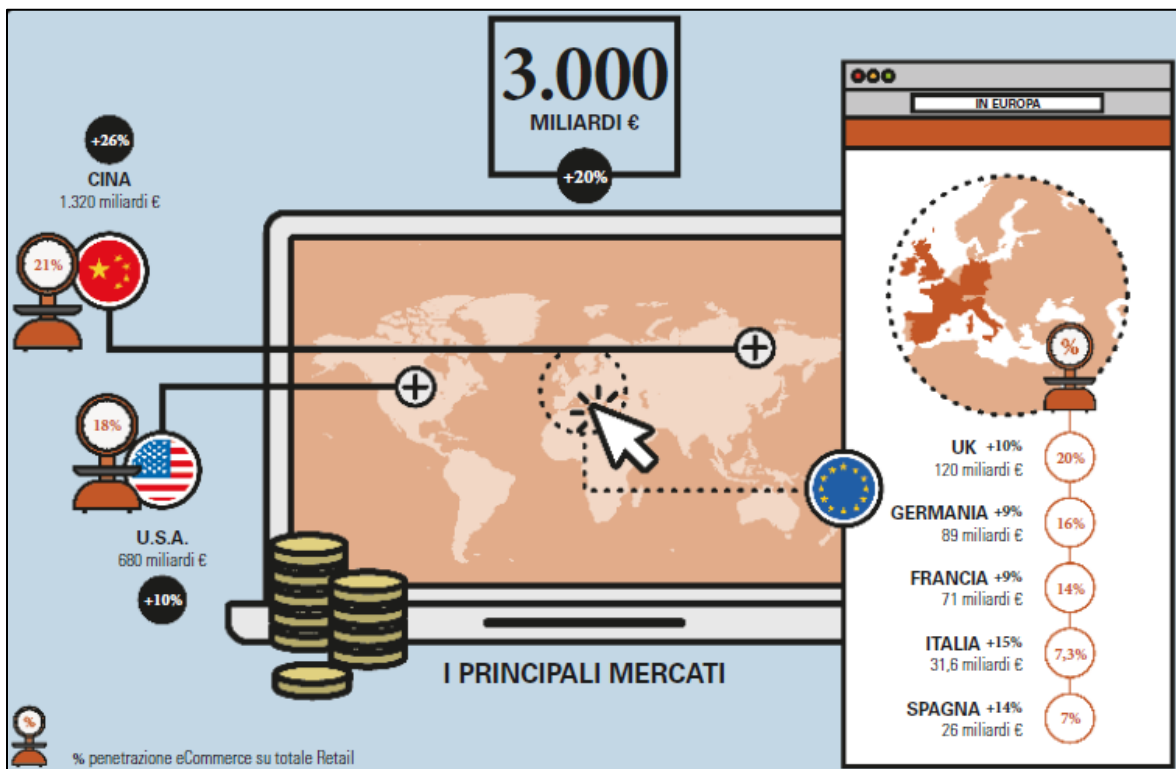 3.000
MILIARDI €
+20%
+26%
CINA
1.320 miliardi €
21%
18%
U.S.A.
680 miliardi €
+10%
I PRINCIPALI MERCATI
IN EUROPA
%
UK +10%
120 miliardi €
20%
GERMANIA +9%
89 miliardi €
16%
FRANCIA +9%
71 miliardi €
14%
ITALIA +15%
31,6 miliardi €
7,3%
SPAGNA +14%
26 miliardi €
7%
%
% penetrazione eCommerce su totale Retail